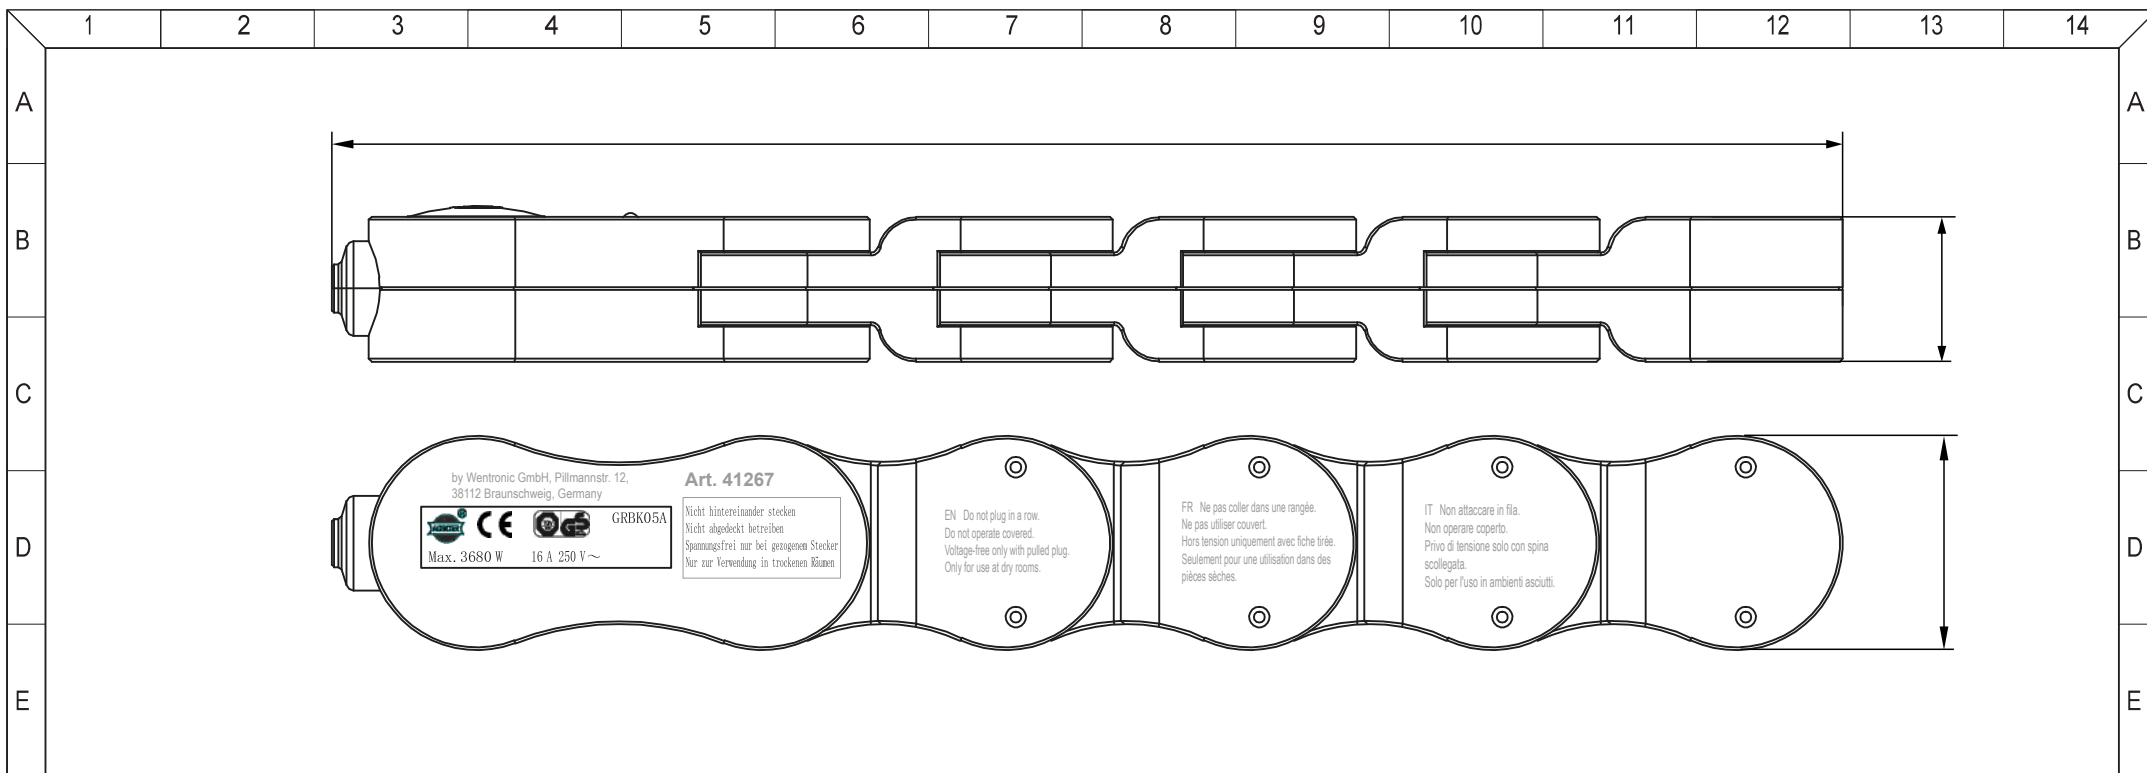 1 2 3 4 5 6 7 8 9 10 11 12 13 14
A A
B B
C C
by Wentronic GmbH, Pillmannstr. 12,
38112 Braunschweig, Germany
Art. 41267
CE
GRBK05A
Max. 3680 W 16 A 250 V~
Nicht hintereinander stecken
Nicht abgedeckt betreiben
Spannungsfrei nur bei gezogenem Stecker
Nur zur Verwendung in trockenen Räumen
EN Do not plug in a row.
Do not operate covered.
Voltage-free only with pulled plug.
Only for use at dry rooms.
FR Ne pas coller dans une rangée.
Ne pas utiliser couvert.
Hors tension uniquement avec fiche tirée.
Seulement pour une utilisation dans des
pièces sèches.
IT Non attaccare in fila.
Non operare coperto.
Privo di tensione solo con spina
scollegata.
Solo per l'uso in ambienti asciutti.
D D
E E